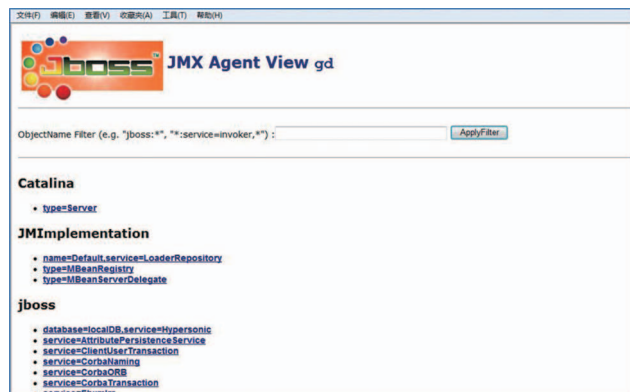 文件(F) 编辑(E) 查看(V) 收藏夹(A) 工具(T) 帮助(H)
Jboss™
JMX Agent View gd
ObjectName Filter (e.g. "jboss:*", "*:service=invoker,*") :
ApplyFilter
Catalina
type=Server
JMImplementation
name=Default,service=LoaderRepository
type=MBeanRegistry
type=MBeanServerDelegate
jboss
database=localDB,service=Hypersonic
service=AttributePersistenceService
service=ClientUserTransaction
service=CorbaNaming
service=CorbaORB
service=CorbaTransaction